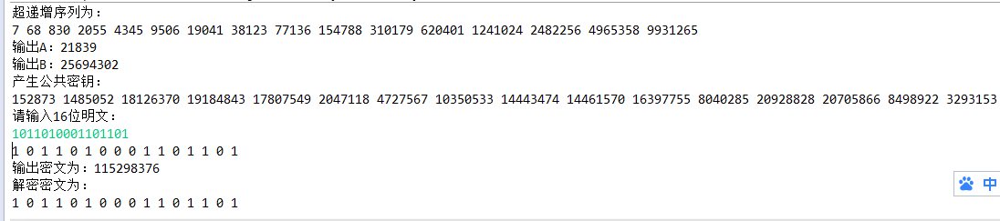 超递增序列为:
7 68 830 2055 4345 9506 19041 38123 77136 154788 310179 620401 1241024 2482256 4965358 9931265
输出A: 21839
输出B: 25694302
产生公共密钥:
152873 1485052 18126370 19184843 17807549 2047118 4727567 10350533 14443474 14461570 16397755 8040285 20928828 20705866 8498922 3293153
请输入16位明文:
1011010001101101
1 0 1 1 0 1 0 0 0 1 1 0 1 1 0 1
输出密文为: 115298376
解密密文为:
1 0 1 1 0 1 0 0 0 1 1 0 1 1 0 1
中